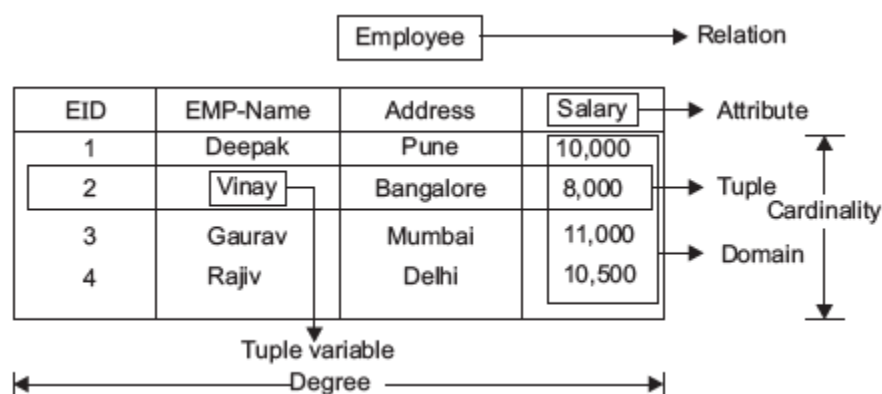 Employee Relation
EID EMP-Name Address Salary Attribute
1 Deepak Pune 10,000
2 Vinay Bangalore 8,000 Tuple
Cardinality
3 Gaurav Mumbai 11,000
Domain
4 Rajiv Delhi 10,500
Tuple variable
Degree